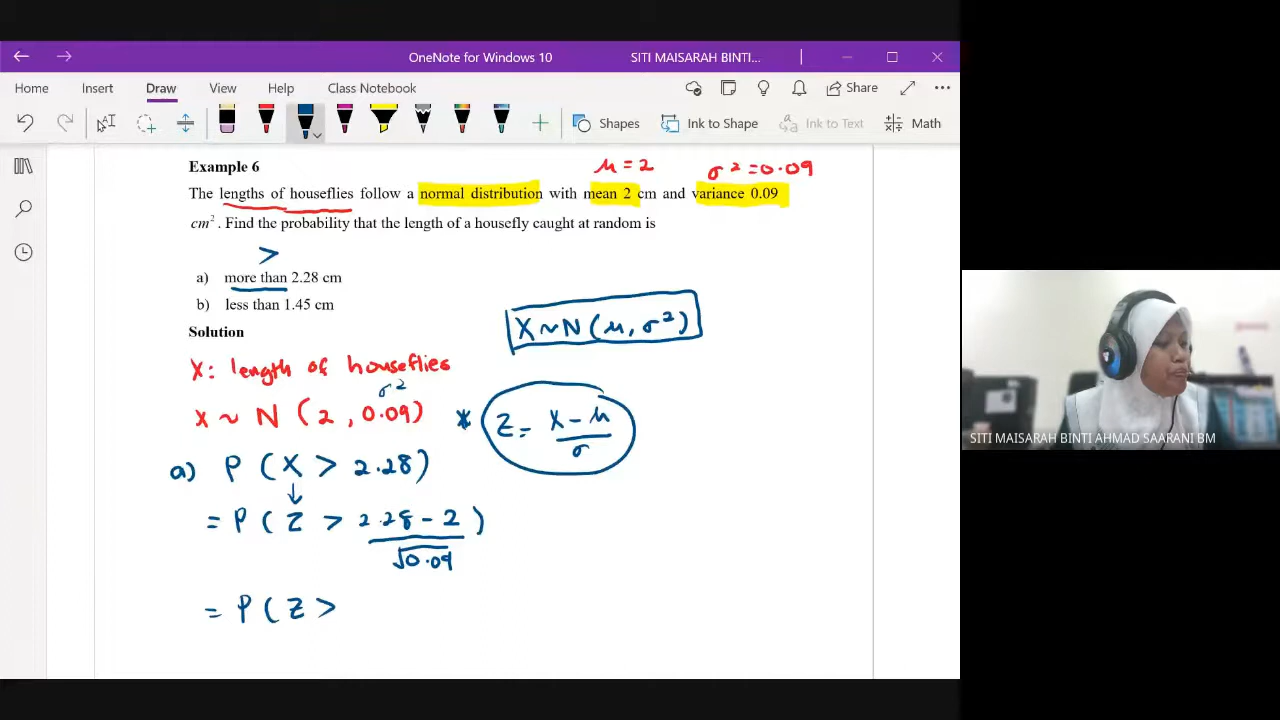 OneNote for Windows 10
SITI MAISARAH BINTI...
Home Insert Draw View Help Class Notebook Share
Shapes Ink to Shape Ink to Text Math
Example 6
μ = 2 σ² = 0.09
The lengths of houseflies follow a normal distribution with mean 2 cm and variance 0.09
cm². Find the probability that the length of a housefly caught at random is
>
a) more than 2.28 cm
b) less than 1.45 cm
Solution
X ~ N (μ, σ²)
X: length of houseflies
σ²
X ~ N (2, 0.09)
* Z = (X - μ)/σ
a) P (X > 2.28)
↓
= P (Z > (2.28 - 2)/√0.09)
= P (Z >
SITI MAISARAH BINTI AHMAD SAARANI BM